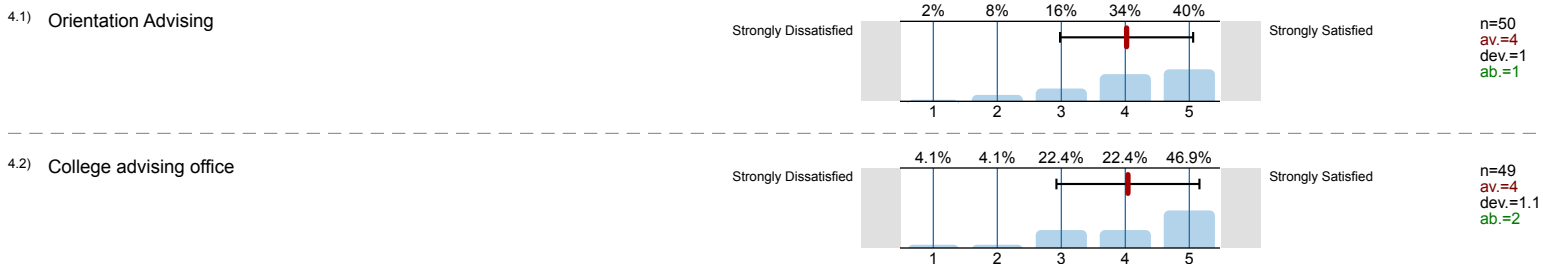 4.1) Orientation Advising
2% 8% 16% 34% 40%
Strongly Dissatisfied
Strongly Satisfied
1 2 3 4 5
n=50
av.=4
dev.=1
ab.=1
4.2) College advising office
4.1% 4.1% 22.4% 22.4% 46.9%
Strongly Dissatisfied
Strongly Satisfied
1 2 3 4 5
n=49
av.=4
dev.=1.1
ab.=2